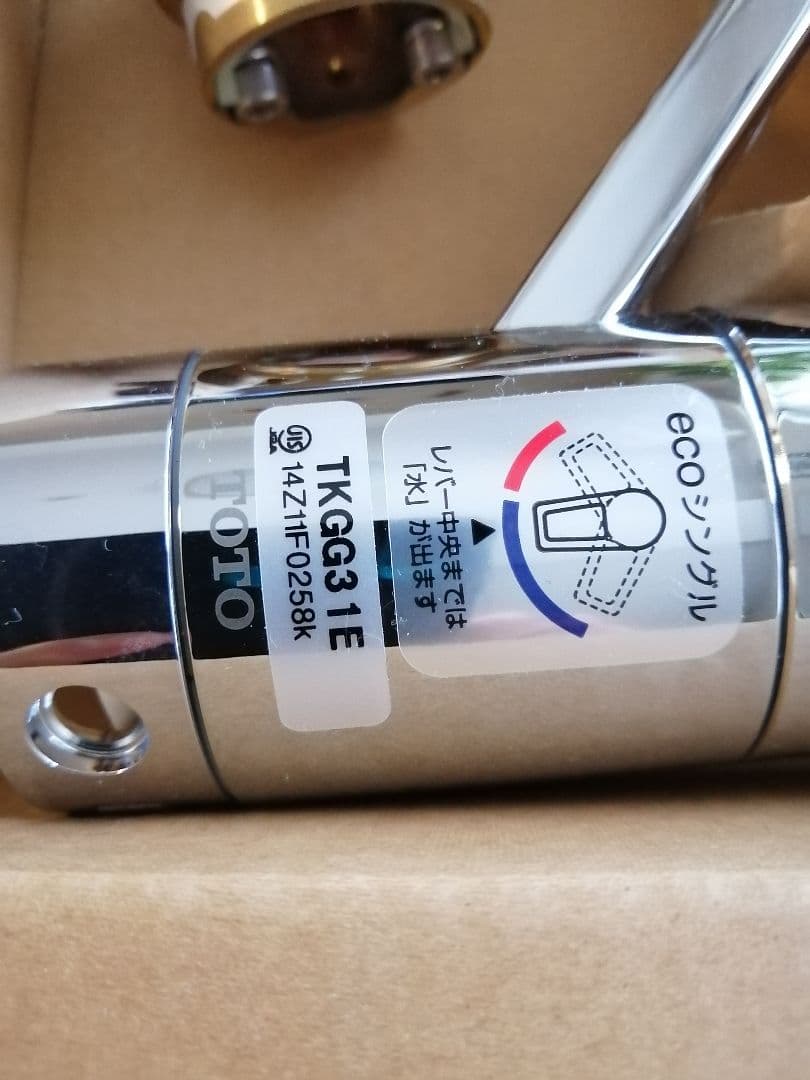 ecoシングル
レバー中央までは
「水」が出ます
TKGG31E
JIS
14Z11F0258k
TOTO